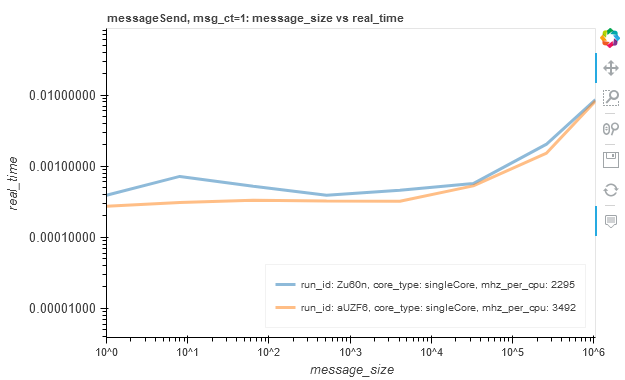 messageSend, msg_ct=1: message_size vs real_time
0.01000000
0.00100000
0.00010000
0.00001000
real_time
run_id: Zu60n, core_type: singleCore, mhz_per_cpu: 2295
run_id: aUZF6, core_type: singleCore, mhz_per_cpu: 3492
10^0 10^1 10^2 10^3 10^4 10^5 10^6
message_size